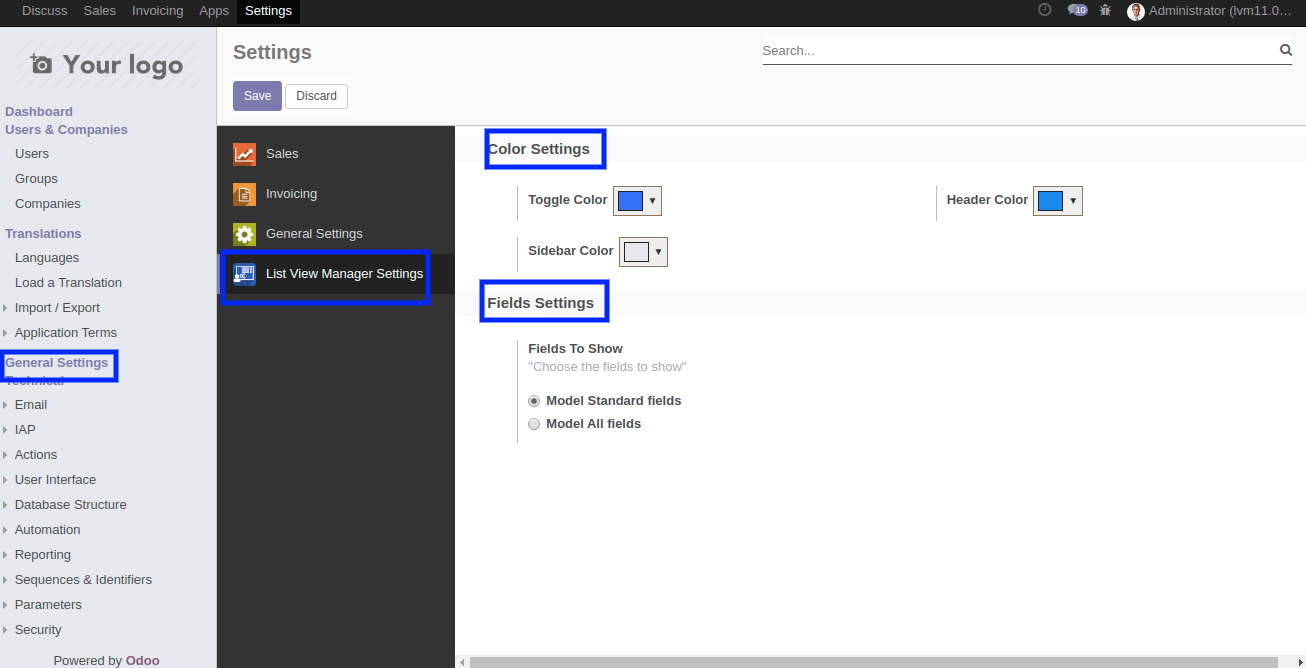 Discuss Sales Invoicing Apps Settings 10 Administrator (lvm11.0…
Your logo
Dashboard
Users & Companies
Users
Groups
Companies
Translations
Languages
Load a Translation
Import / Export
Application Terms
General Settings
Technical
Email
IAP
Actions
User Interface
Database Structure
Automation
Reporting
Sequences & Identifiers
Parameters
Security
Powered by Odoo
Settings
Search...
Save Discard
Sales
Invoicing
General Settings
List View Manager Settings
Color Settings
Toggle Color Header Color
Sidebar Color
Fields Settings
Fields To Show
"Choose the fields to show"
Model Standard fields
Model All fields